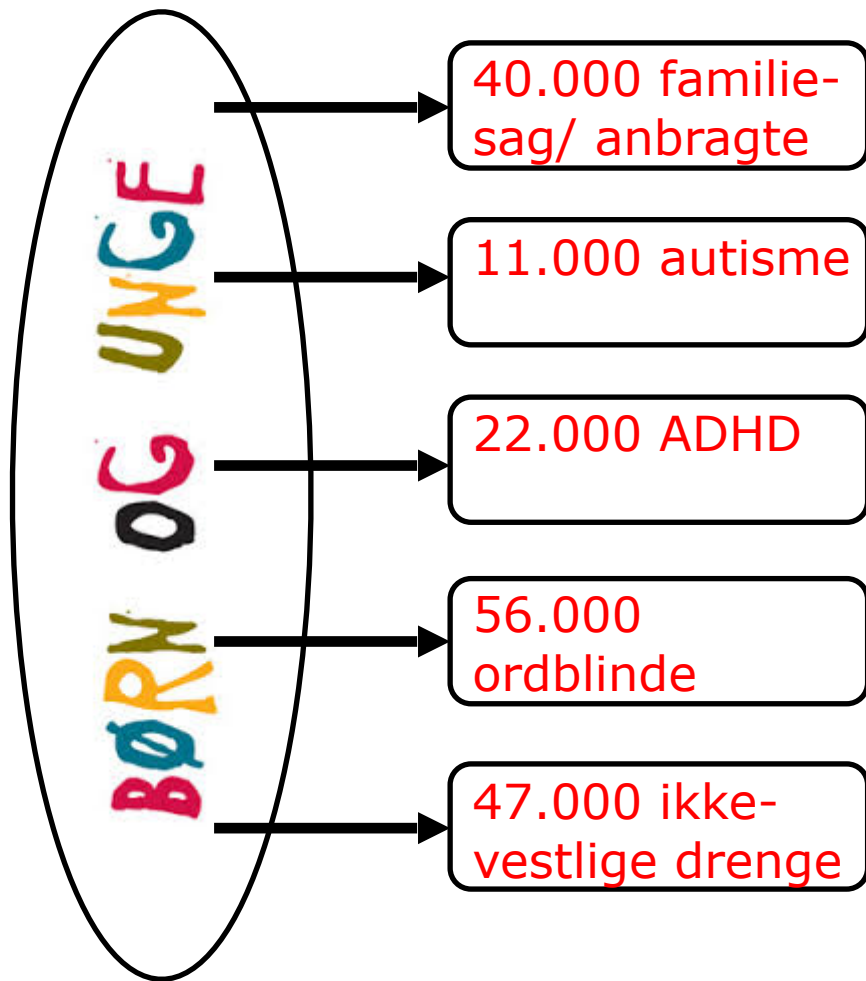 BØRN OG UNGE
40.000 familie-
sag/ anbragte
11.000 autisme
22.000 ADHD
56.000
ordblinde
47.000 ikke-
vestlige drenge